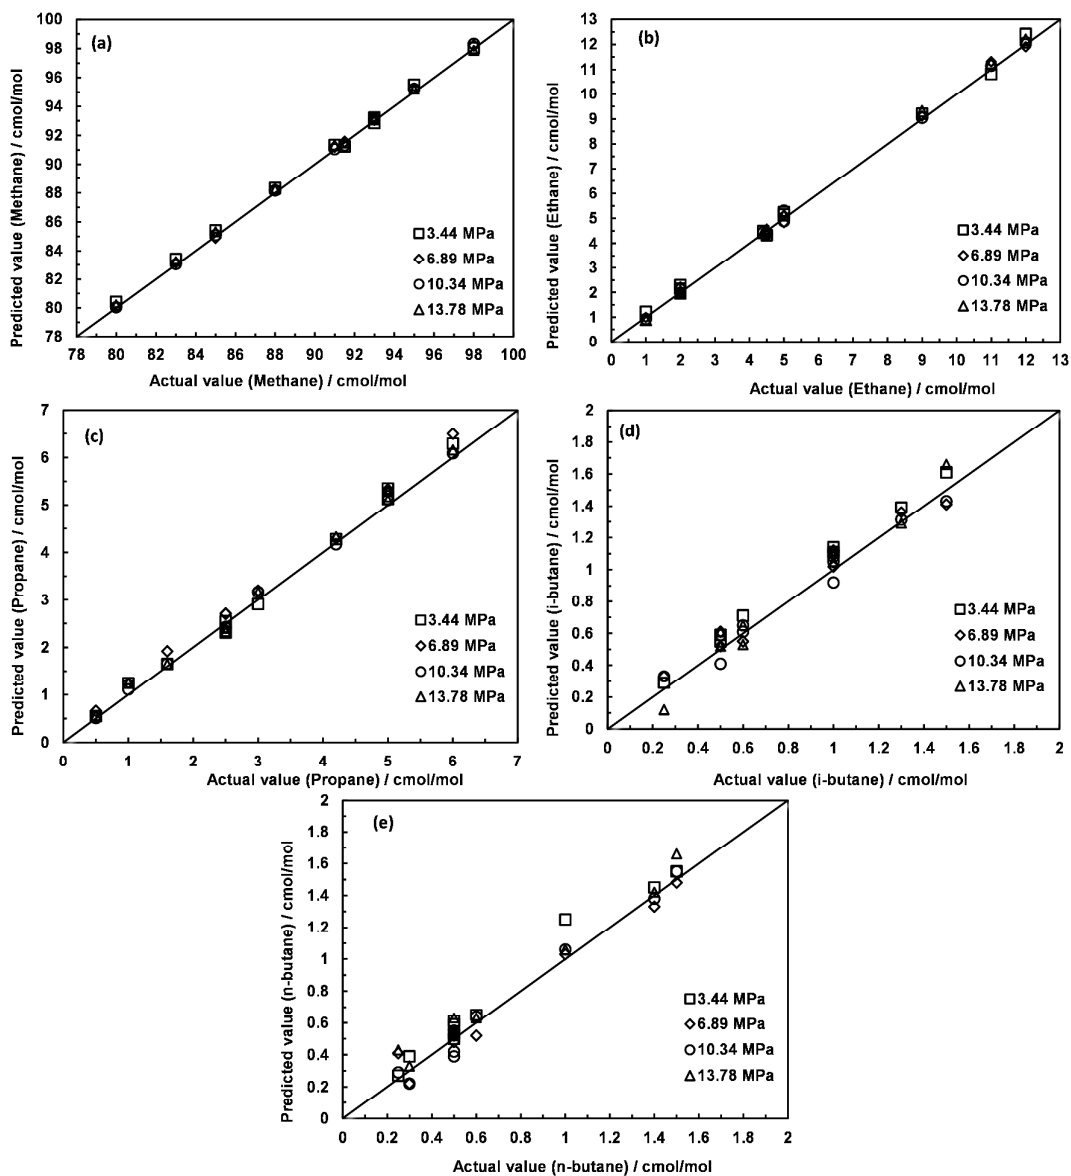 (a)
Predicted value (Methane) / cmol/mol
100
98
96
94
92
90
88
86
84
82
80
78
3.44 MPa
6.89 MPa
10.34 MPa
13.78 MPa
78 80 82 84 86 88 90 92 94 96 98 100
Actual value (Methane) / cmol/mol
(b)
Predicted value (Ethane) / cmol/mol
13
12
11
10
9
8
7
6
5
4
3
2
1
0
3.44 MPa
6.89 MPa
10.34 MPa
13.78 MPa
0 1 2 3 4 5 6 7 8 9 10 11 12 13
Actual value (Ethane) / cmol/mol
(c)
Predicted value (Propane) / cmol/mol
7
6
5
4
3
2
1
0
3.44 MPa
6.89 MPa
10.34 MPa
13.78 MPa
0 1 2 3 4 5 6 7
Actual value (Propane) / cmol/mol
(d)
Predicted value (i-butane) / cmol/mol
2
1.8
1.6
1.4
1.2
1
0.8
0.6
0.4
0.2
0
3.44 MPa
6.89 MPa
10.34 MPa
13.78 MPa
0 0.2 0.4 0.6 0.8 1 1.2 1.4 1.6 1.8 2
Actual value (i-butane) / cmol/mol
(e)
Predicted value (n-butane) / cmol/mol
2
1.8
1.6
1.4
1.2
1
0.8
0.6
0.4
0.2
0
3.44 MPa
6.89 MPa
10.34 MPa
13.78 MPa
0 0.2 0.4 0.6 0.8 1 1.2 1.4 1.6 1.8 2
Actual value (n-butane) / cmol/mol